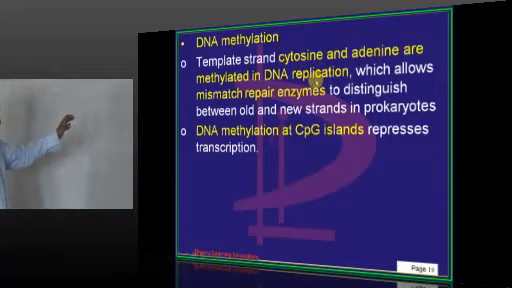 • DNA methylation
o Template strand cytosine and adenine are
methylated in DNA replication, which allows
mismatch repair enzymes to distinguish
between old and new strands in prokaryotes
o DNA methylation at CpG islands represses
transcription.
Page 19